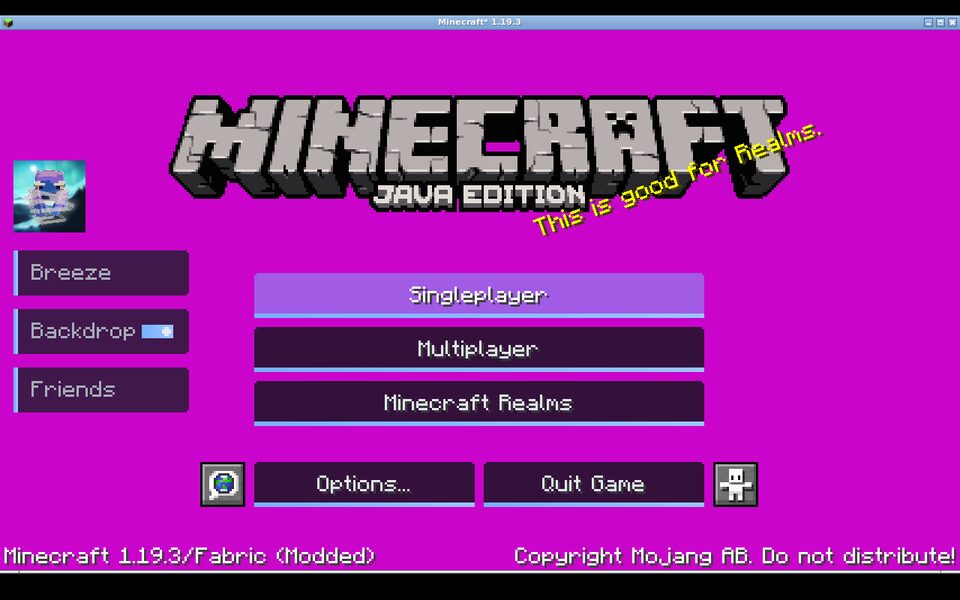 Minecraft* 1.19.3
MINECRAFT
JAVA EDITION
This is good for Realms.
Breeze
Backdrop
Friends
Singleplayer
Multiplayer
Minecraft Realms
Options...
Quit Game
Minecraft 1.19.3/Fabric (Modded)
Copyright Mojang AB. Do not distribute!